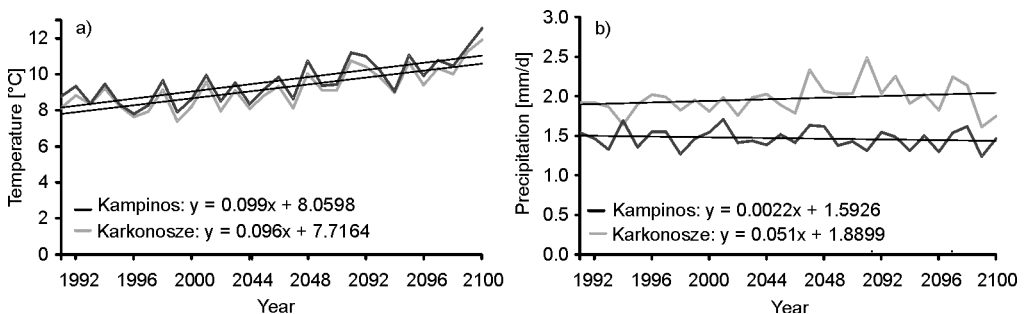 a)
Temperature [°C]
12
10
8
6
4
2
0
Kampinos: y = 0.099x + 8.0598
Karkonosze: y = 0.096x + 7.7164
1992 1996 2000 2044 2048 2092 2096 2100
Year
b)
Precipitation [mm/d]
3.0
2.5
2.0
1.5
1.0
0.5
0.0
Kampinos: y = 0.0022x + 1.5926
Karkonosze: y = 0.051x + 1.8899
1992 1996 2000 2044 2048 2092 2096 2100
Year